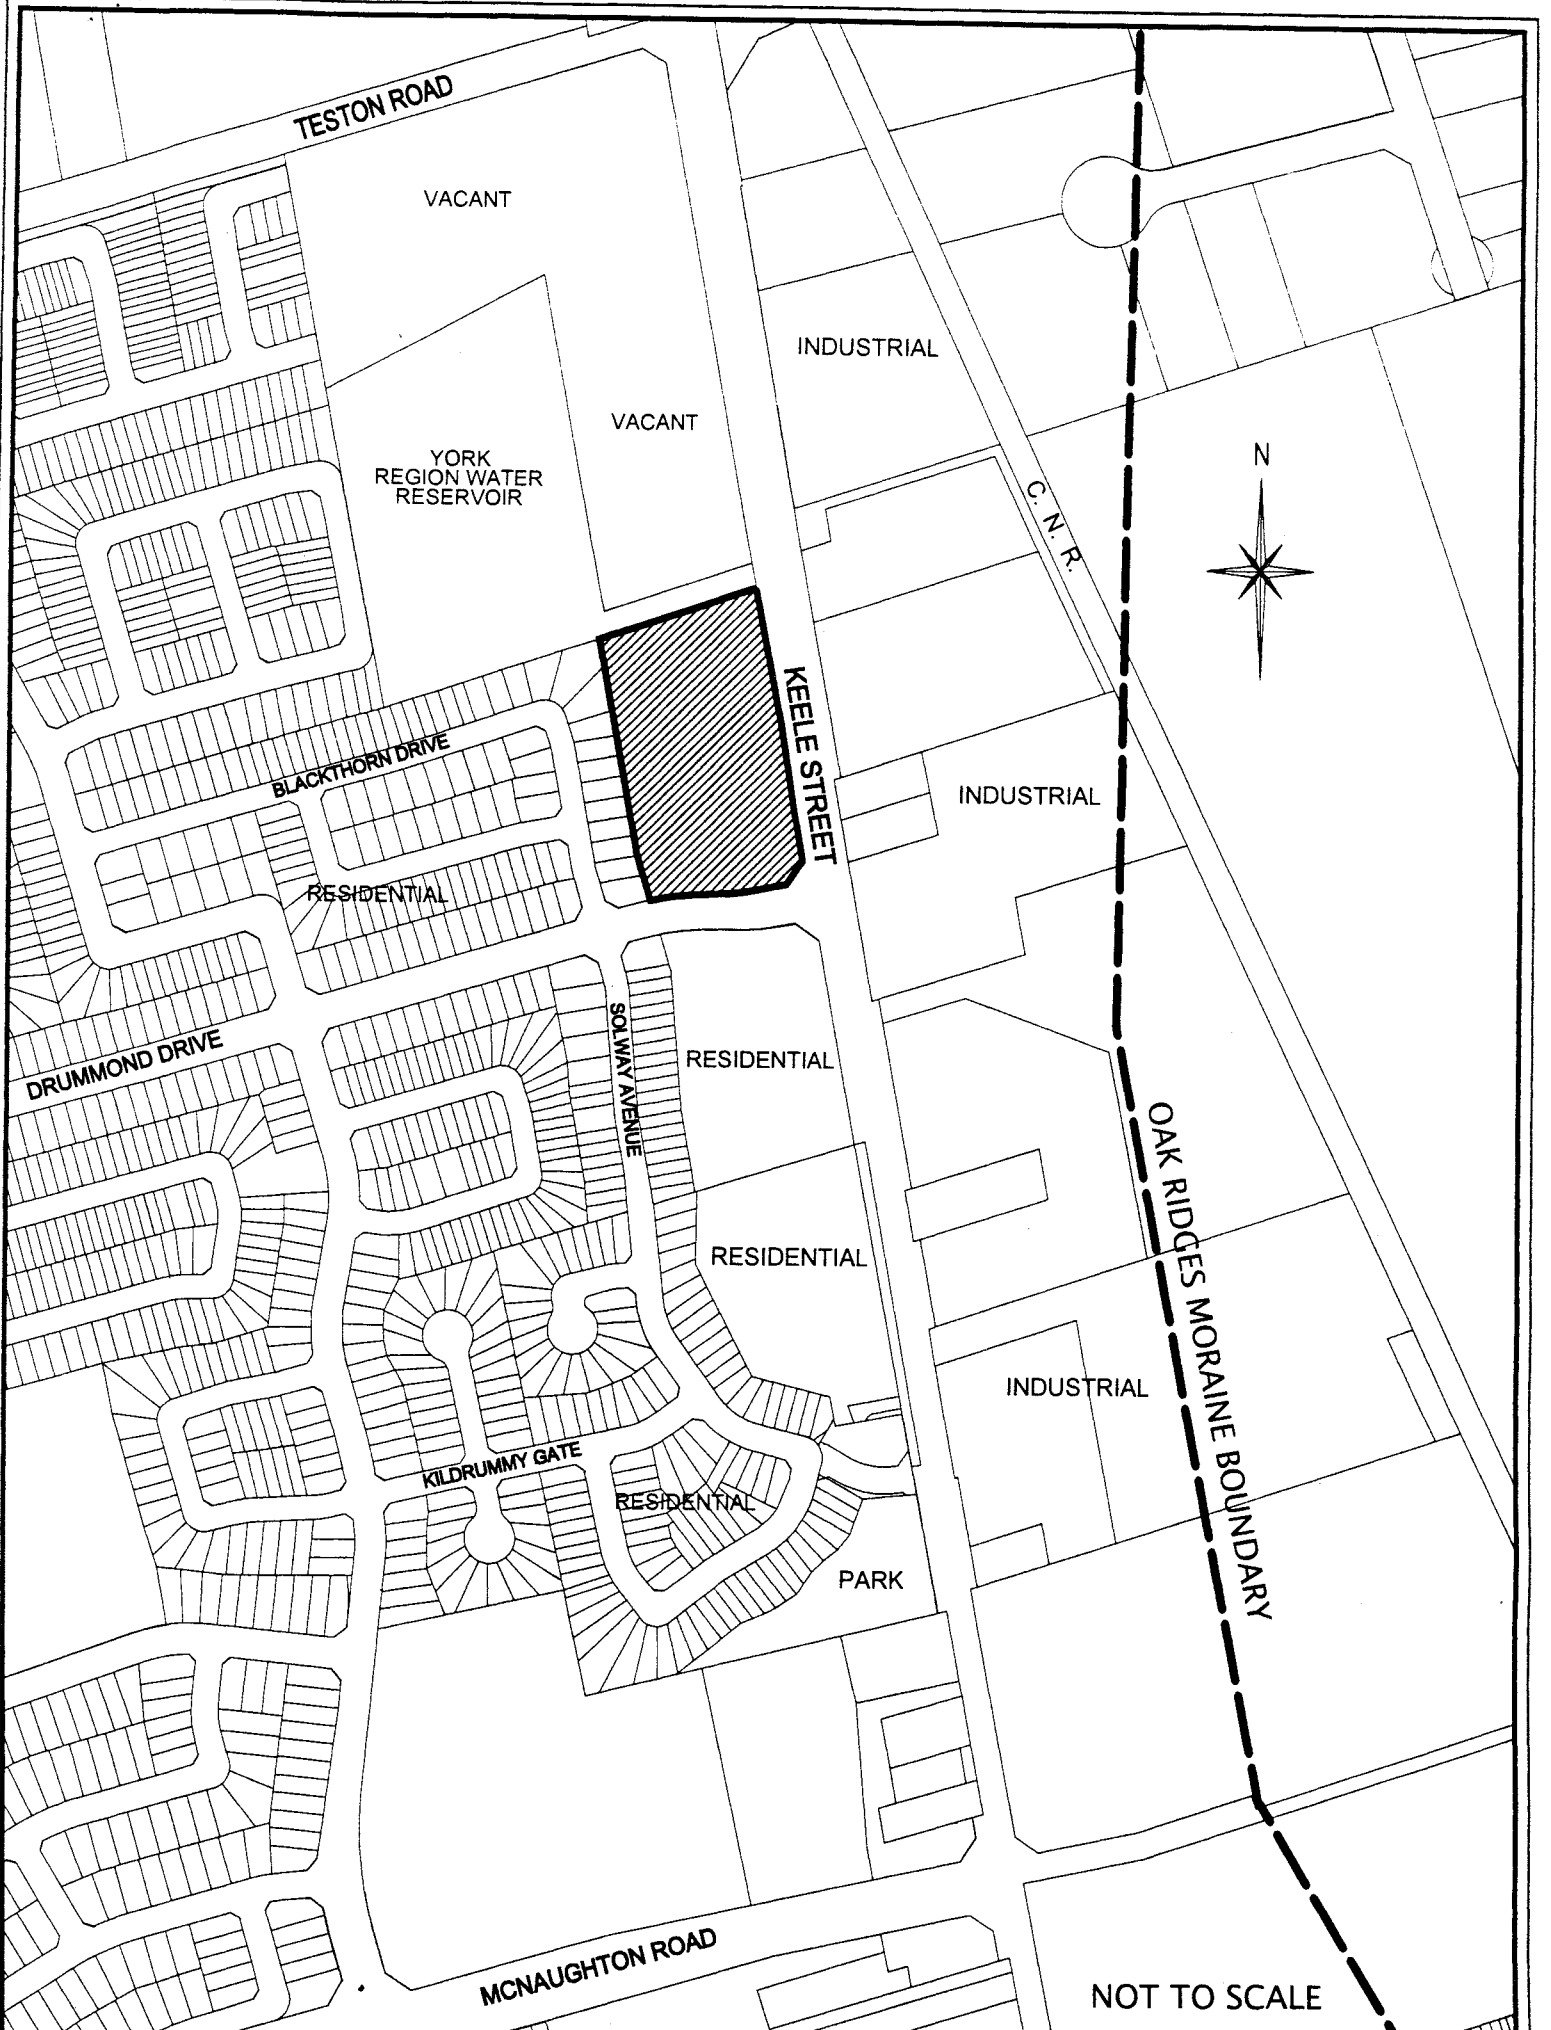 TESTON ROAD
VACANT
INDUSTRIAL
VACANT
YORK
REGION WATER
RESERVOIR
N
C. N. R.
KEELE STREET
BLACKTHORN DRIVE
INDUSTRIAL
RESIDENTIAL
SOLWAY AVENUE
DRUMMOND DRIVE
RESIDENTIAL
OAK RIDGES MORAINE BOUNDARY
RESIDENTIAL
INDUSTRIAL
KILDRUMMY GATE
RESIDENTIAL
PARK
MCNAUGHTON ROAD
NOT TO SCALE